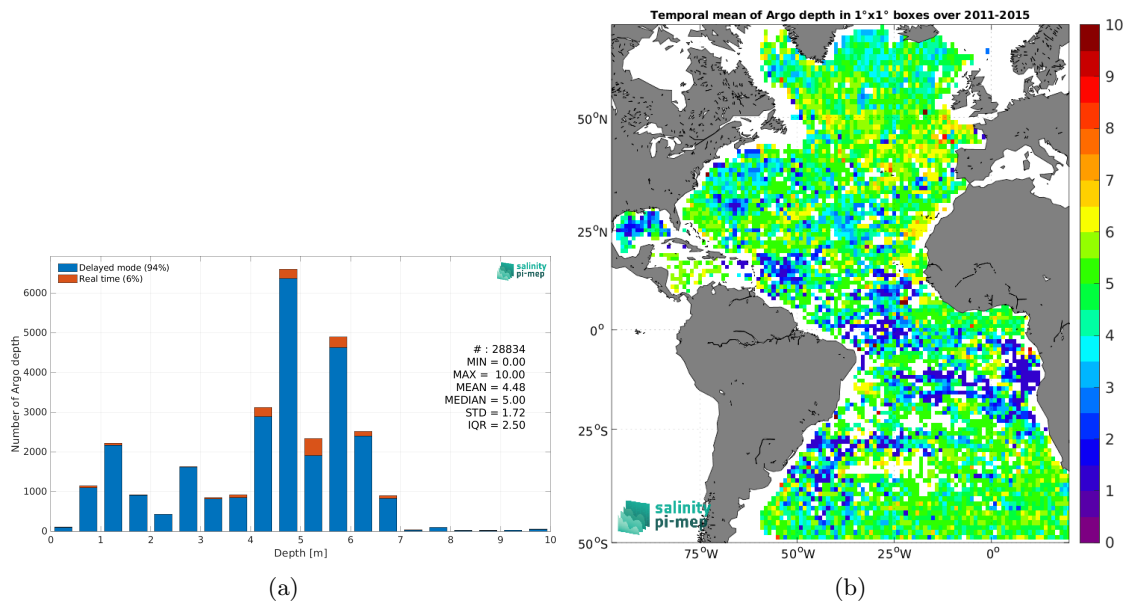 Delayed mode (94%)
Real time (6%)
salinity
pi-mep
# : 28834
MIN = 0.00
MAX = 10.00
MEAN = 4.48
MEDIAN = 5.00
STD = 1.72
IQR = 2.50
Number of Argo depth
6000
5000
4000
3000
2000
1000
0
0 1 2 3 4 5 6 7 8 9 10
Depth [m]
(a)
Temporal mean of Argo depth in 1°x1° boxes over 2011-2015
50°N
25°N
0°
25°S
50°S
75°W 50°W 25°W 0°
salinity
pi-mep
10
9
8
7
6
5
4
3
2
1
0
(b)